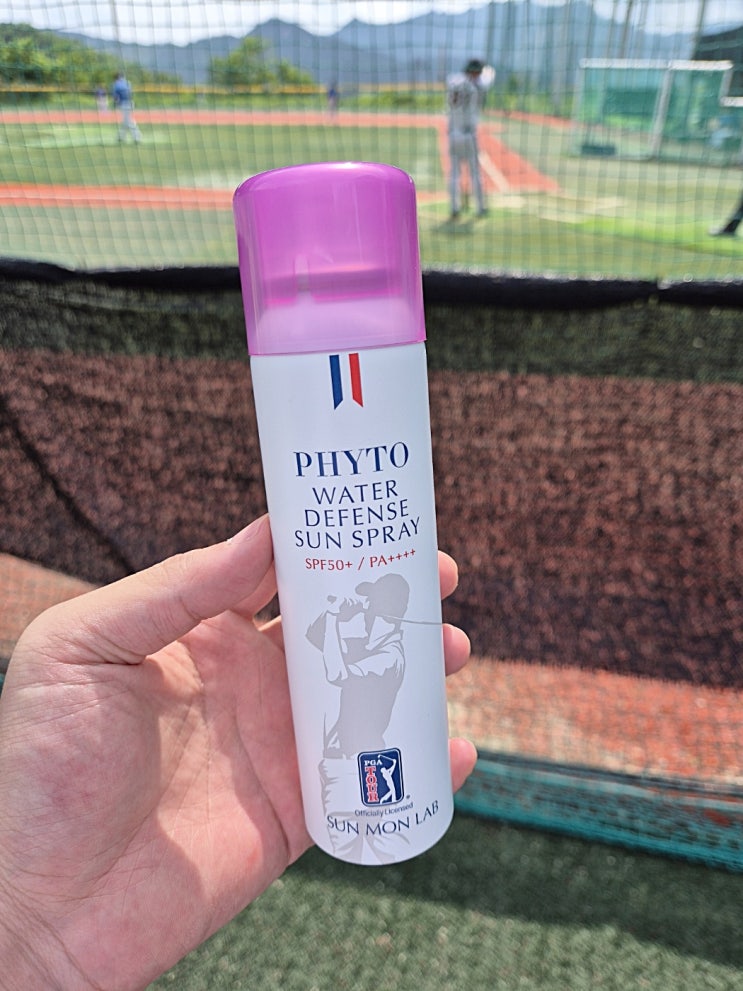 PHYTO
WATER
DEFENSE
SUN SPRAY
SPF50+ / PA++++
PGA
TOUR
®
Officially Licensed
SUN MON LAB